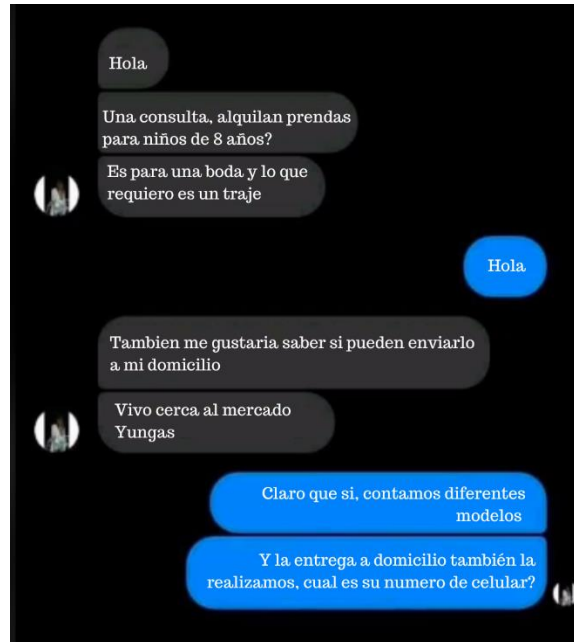 Hola
Una consulta, alquilan prendas
para niños de 8 años?
Es para una boda y lo que
requiero es un traje
Hola
Tambien me gustaria saber si pueden enviarlo
a mi domicilio
Vivo cerca al mercado
Yungas
Claro que si, contamos diferentes
modelos
Y la entrega a domicilio también la
realizamos, cual es su numero de celular?